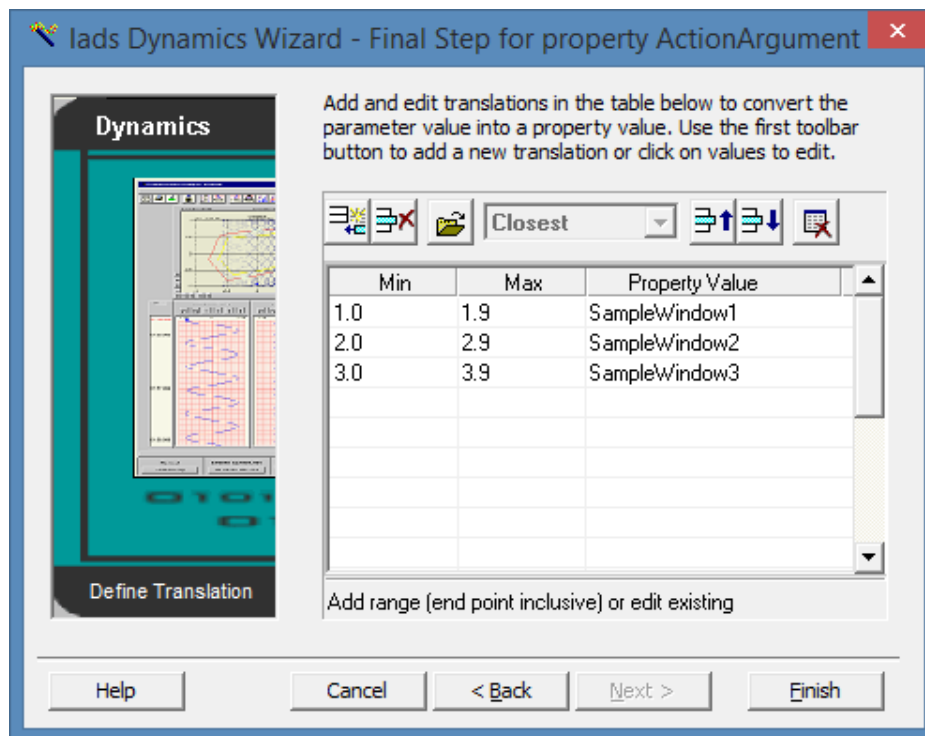 Iads Dynamics Wizard - Final Step for property ActionArgument
Dynamics
Add and edit translations in the table below to convert the
parameter value into a property value. Use the first toolbar
button to add a new translation or click on values to edit.
Closest
Min Max Property Value
1.0 1.9 SampleWindow1
2.0 2.9 SampleWindow2
3.0 3.9 SampleWindow3
Define Translation
Add range (end point inclusive) or edit existing
Help Cancel < Back Next > Finish